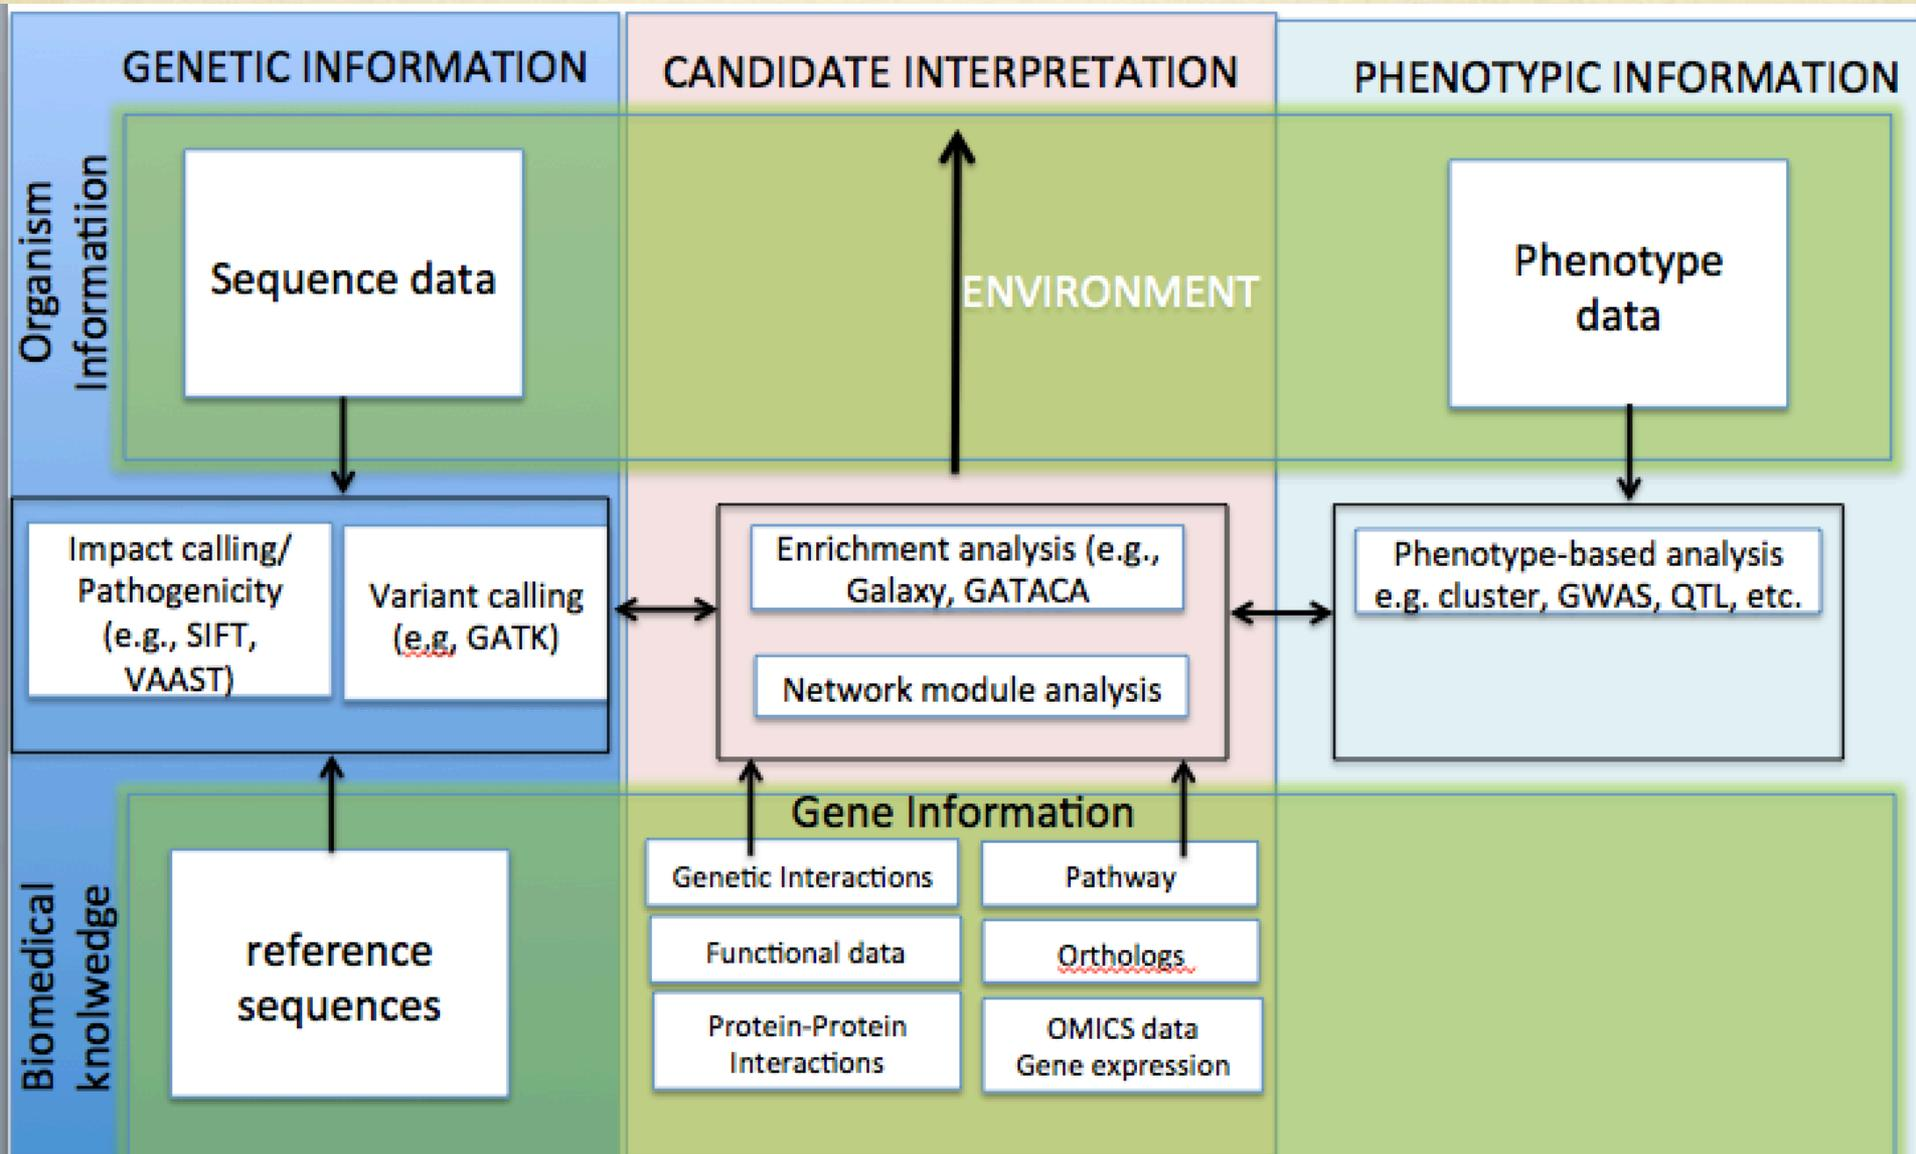 GENETIC INFORMATION
CANDIDATE INTERPRETATION
PHENOTYPIC INFORMATION
Organism
Informatiion
Sequence data
ENVIRONMENT
Phenotype
data
Impact calling/
Pathogenicity
(e.g., SIFT,
VAAST)
Variant calling
(e.g, GATK)
Enrichment analysis (e.g.,
Galaxy, GATACA
Network module analysis
Phenotype-based analysis
e.g. cluster, GWAS, QTL, etc.
Biomedical
knolwedge
reference
sequences
Gene Information
Genetic Interactions
Pathway
Functional data
Orthologs
Protein-Protein
Interactions
OMICS data
Gene expression